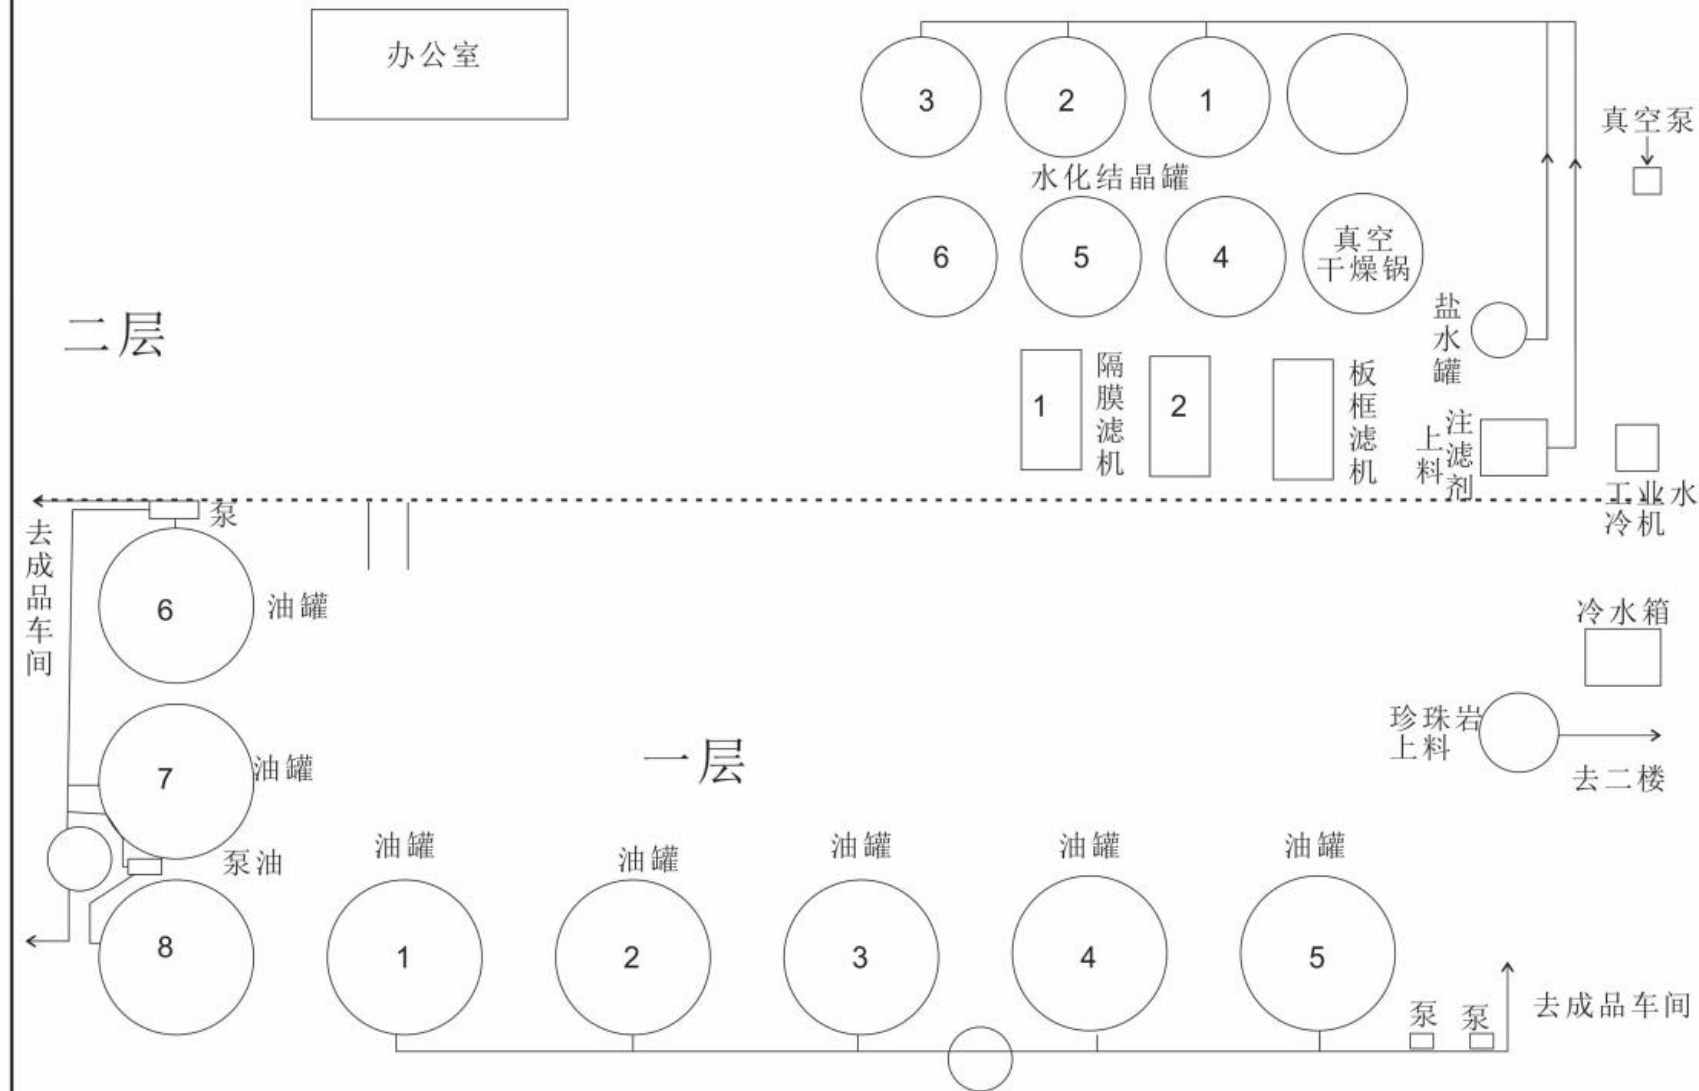 办公室
3
2
1
真空泵
水化结晶罐
6
5
4
真空
干燥锅
盐水罐
二层
1
隔膜滤机
2
板框滤机
注滤剂
上料
工业水
冷机
泵
去成品车间
6
油罐
冷水箱
珍珠岩
上料
去二楼
7
油罐
一层
泵油
油罐
油罐
油罐
油罐
油罐
8
1
2
3
4
5
泵
泵
去成品车间